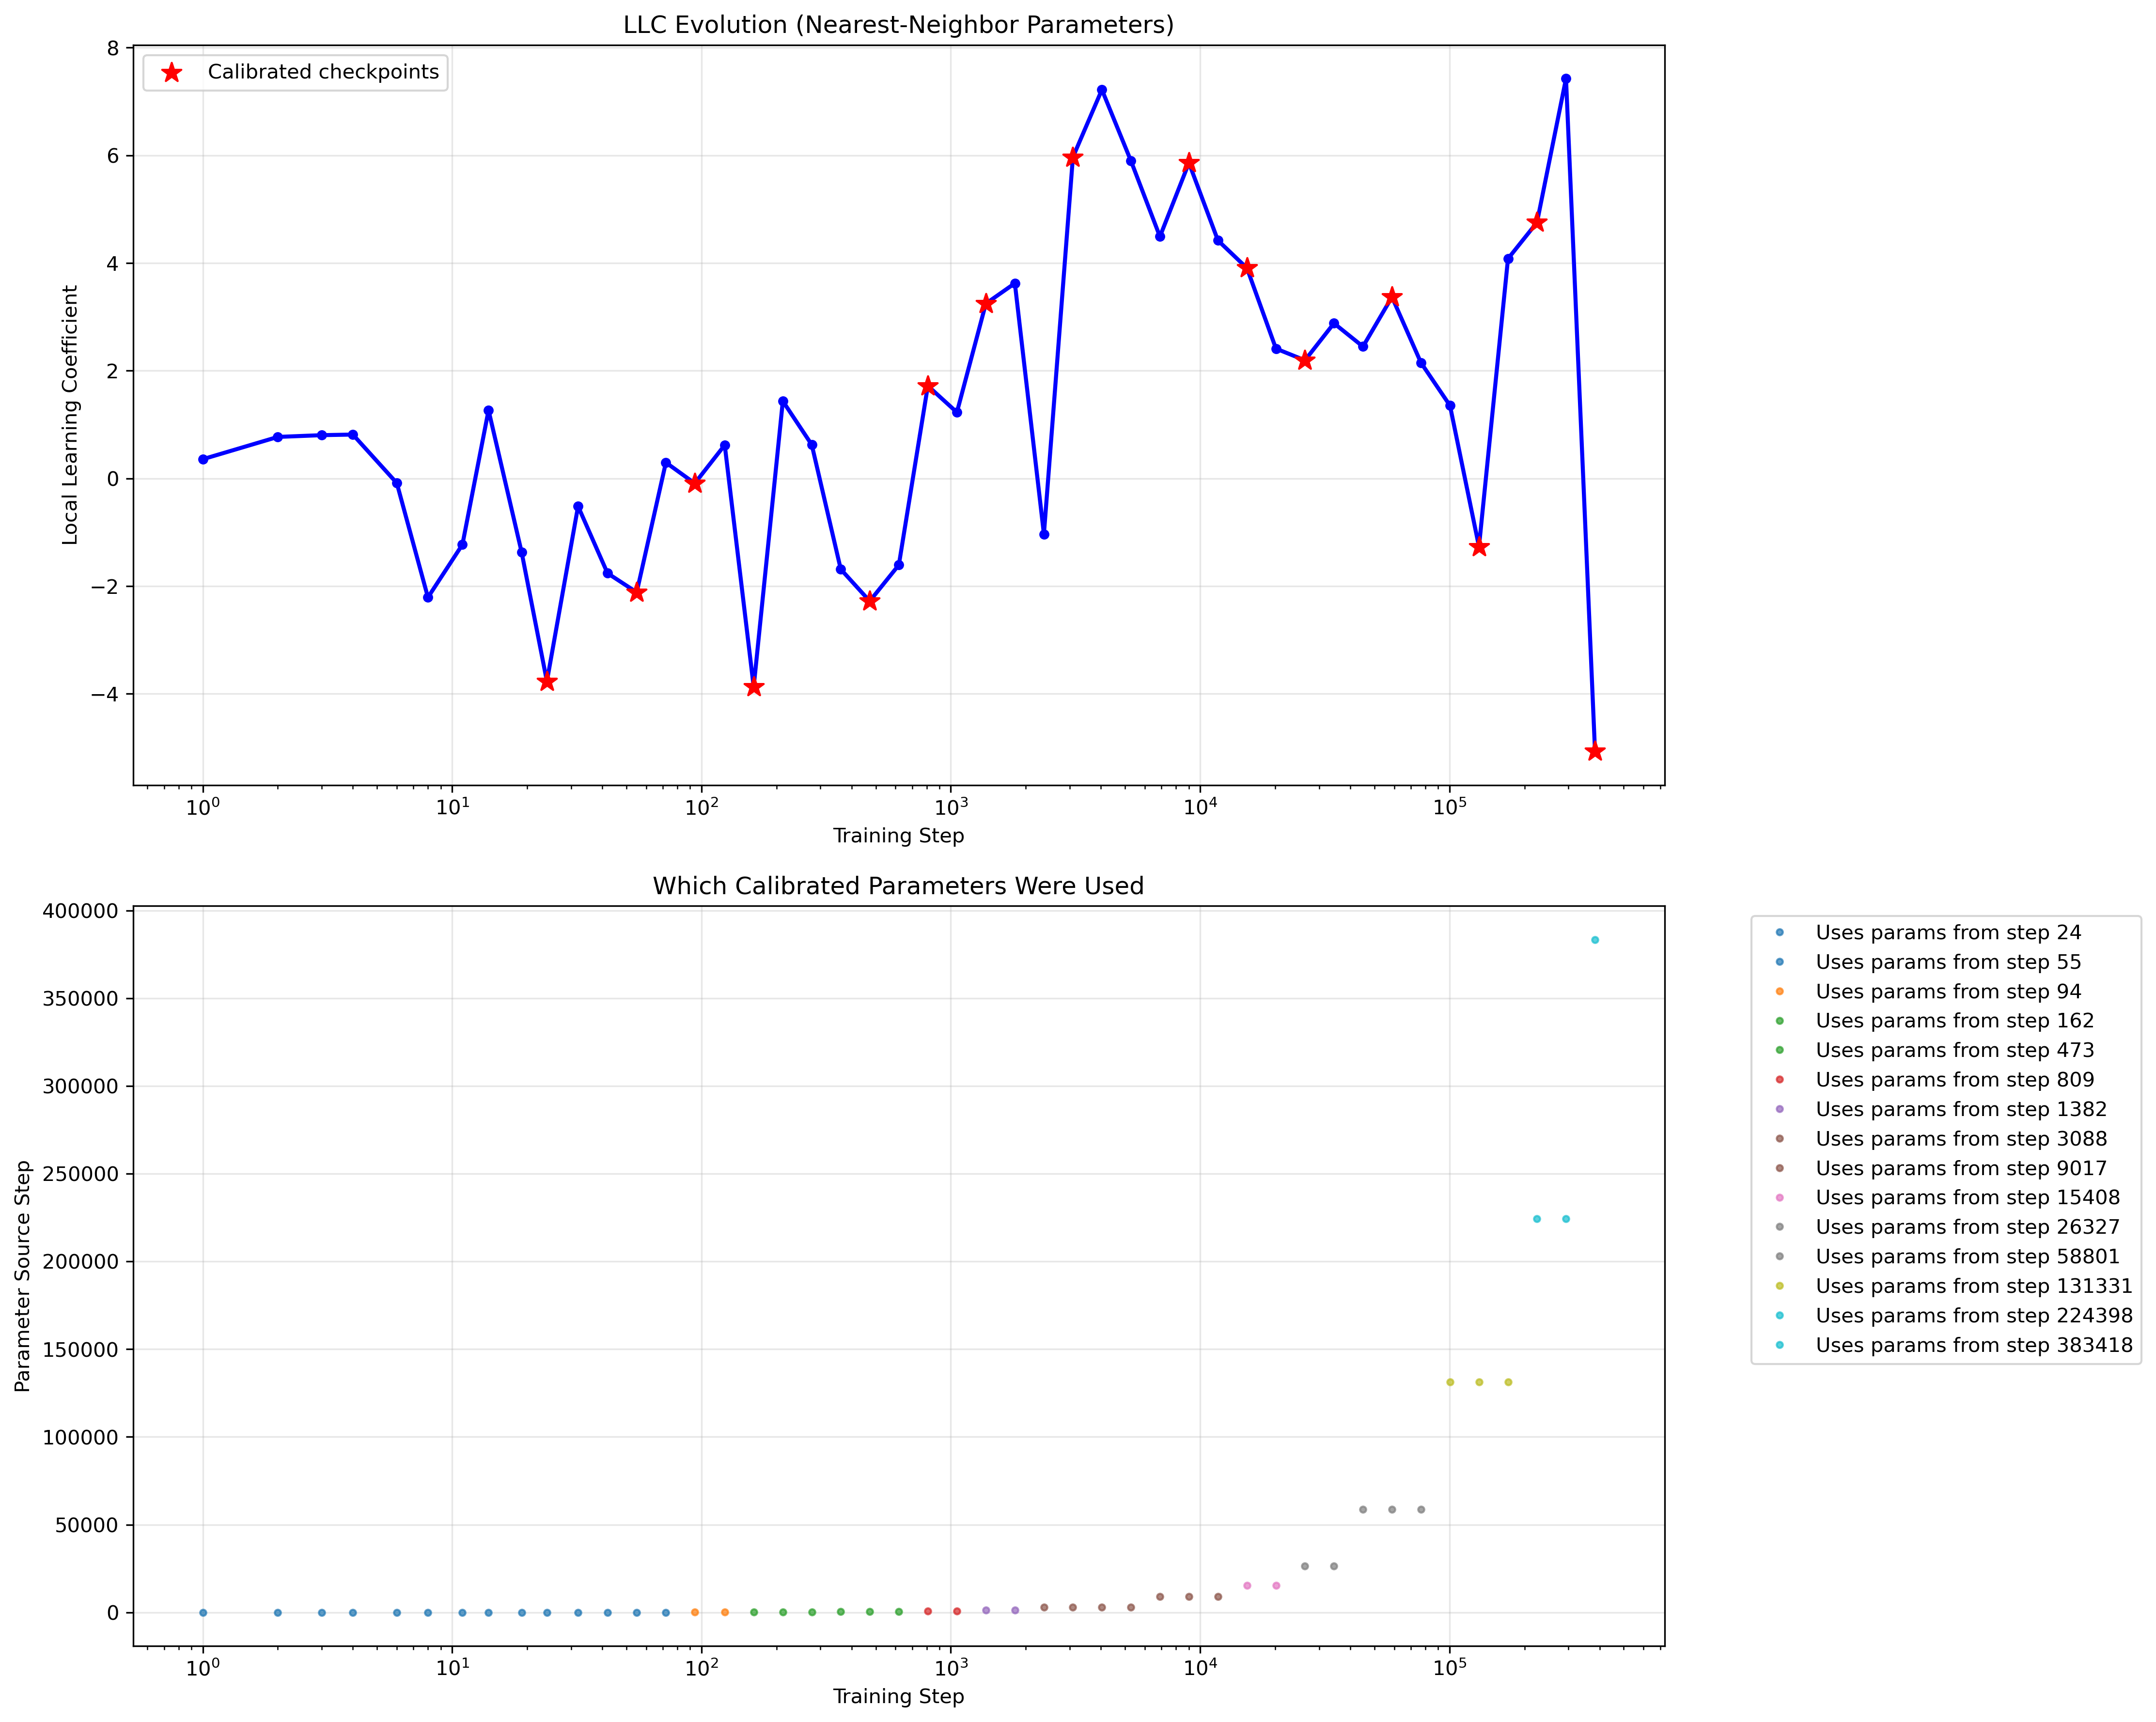 LLC Evolution (Nearest-Neighbor Parameters)
Calibrated checkpoints
Local Learning Coefficient
8
6
4
2
0
−2
−4
10⁰
10¹
10²
10³
10⁴
10⁵
Training Step
Which Calibrated Parameters Were Used
Parameter Source Step
400000
350000
300000
250000
200000
150000
100000
50000
0
10⁰
10¹
10²
10³
10⁴
10⁵
Training Step
Uses params from step 24
Uses params from step 55
Uses params from step 94
Uses params from step 162
Uses params from step 473
Uses params from step 809
Uses params from step 1382
Uses params from step 3088
Uses params from step 9017
Uses params from step 15408
Uses params from step 26327
Uses params from step 58801
Uses params from step 131331
Uses params from step 224398
Uses params from step 383418